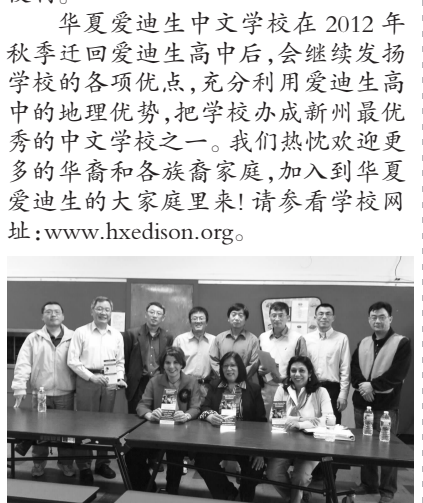 华夏爱迪生中文学校在 2012 年
秋季迁回爱迪生高中后,会继续发扬
学校的各项优点,充分利用爱迪生高
中的地理优势,把学校办成新州最优
秀的中文学校之一。我们热忱欢迎更
多的华裔和各族裔家庭,加入到华夏
爱迪生的大家庭里来!请参看学校网
址:www.hxedison.org。